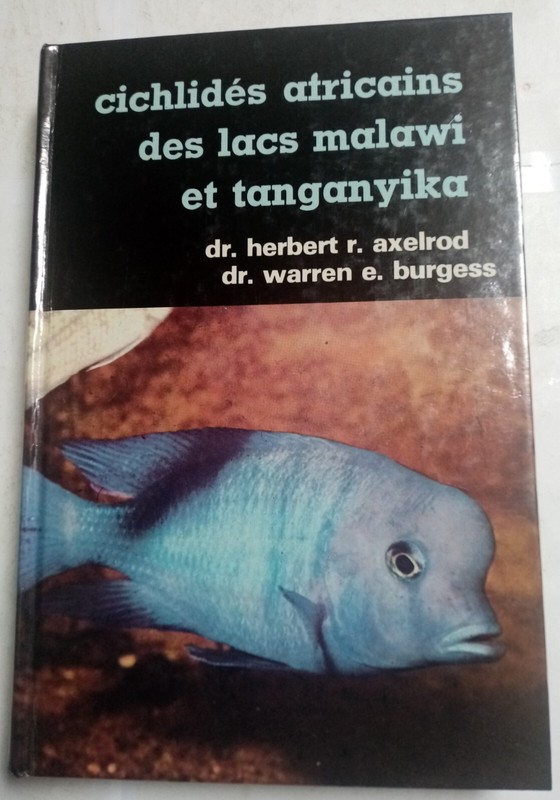 cichlidés africains
des lacs malawi
et tanganyika
dr. herbert r. axelrod
dr. warren e. burgess